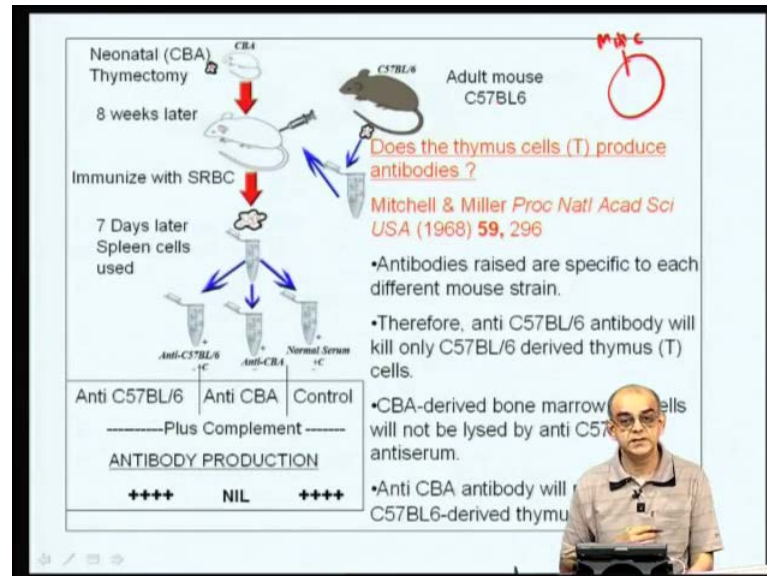 MHC
Neonatal (CBA)
Thymectomy
CBA
C57BL/6
Adult mouse
C57BL6
8 weeks later
Immunize with SRBC
7 Days later
Spleen cells
used
Anti-C57BL/6
+C
Anti-CBA
+C
Normal Serum
+C
Anti C57BL/6 Anti CBA Control
----------Plus Complement -------
ANTIBODY PRODUCTION
++++ NIL ++++
Does the thymus cells (T) produce
antibodies ?
Mitchell & Miller Proc Natl Acad Sci
USA (1968) 59, 296
•Antibodies raised are specific to each
different mouse strain.
•Therefore, anti C57BL/6 antibody will
kill only C57BL/6 derived thymus (T)
cells.
•CBA-derived bone marrow
will not be lysed by anti
antiserum.
•Anti CBA antibody will
C57BL6-derived